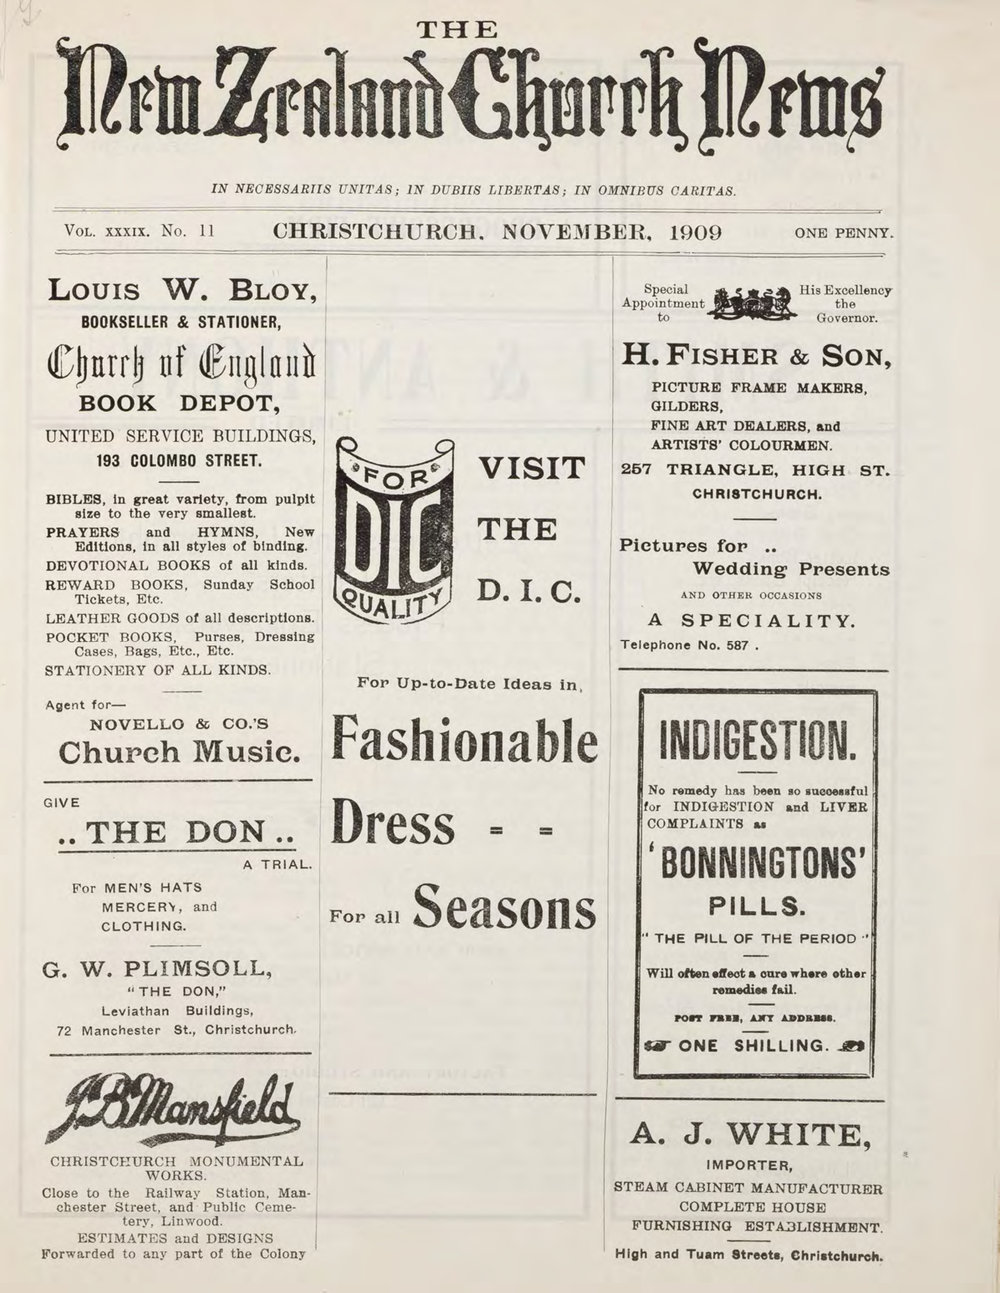 THE
New Zealand Church News
IN NECESSARIIS UNITAS; IN DUBIIS LIBERTAS; IN OMNIBUS CARITAS.
VOL. XXXIX. No. 11 CHRISTCHURCH, NOVEMBER, 1909 ONE PENNY.
LOUIS W. BLOY,
BOOKSELLER & STATIONER,
Church of England
BOOK DEPOT,
UNITED SERVICE BUILDINGS,
193 COLOMBO STREET.
BIBLES, in great variety, from pulpit
size to the very smallest.
PRAYERS and HYMNS, New
Editions, in all styles of binding.
DEVOTIONAL BOOKS of all kinds.
REWARD BOOKS, Sunday School
Tickets, Etc.
LEATHER GOODS of all descriptions.
POCKET BOOKS, Purses, Dressing
Cases, Bags, Etc., Etc.
STATIONERY OF ALL KINDS.
Agent for—
NOVELLO & CO.'S
Church Music.
GIVE
.. THE DON ..
A TRIAL.
For MEN'S HATS
MERCERY, and
CLOTHING.
G. W. PLIMSOLL,
"THE DON,"
Leviathan Buildings,
72 Manchester St., Christchurch.
J.B. Mansfield
CHRISTCHURCH MONUMENTAL
WORKS.
Close to the Railway Station, Man-
chester Street, and Public Ceme-
tery, Linwood.
ESTIMATES and DESIGNS
Forwarded to any part of the Colony
FOR
DIC
QUALITY
VISIT
THE
D. I. C.
For Up-to-Date Ideas in,
Fashionable
Dress - -
For all Seasons
Special
Appointment
to
His Excellency
the
Governor.
H. FISHER & SON,
PICTURE FRAME MAKERS,
GILDERS,
FINE ART DEALERS, and
ARTISTS' COLOURMEN.
257 TRIANGLE, HIGH ST.
CHRISTCHURCH.
Pictures for ..
Wedding Presents
AND OTHER OCCASIONS
A SPECIALITY.
Telephone No. 587 .
INDIGESTION.
No remedy has been so successful
for INDIGESTION and LIVER
COMPLAINTS as
'BONNINGTONS'
PILLS.
"THE PILL OF THE PERIOD"
Will often effect a cure where other
remedies fail.
POST FREE, ANY ADDRESS.
☞ ONE SHILLING. ☜
A. J. WHITE,
IMPORTER,
STEAM CABINET MANUFACTURER
COMPLETE HOUSE
FURNISHING ESTABLISHMENT.
High and Tuam Streets, Christchurch.